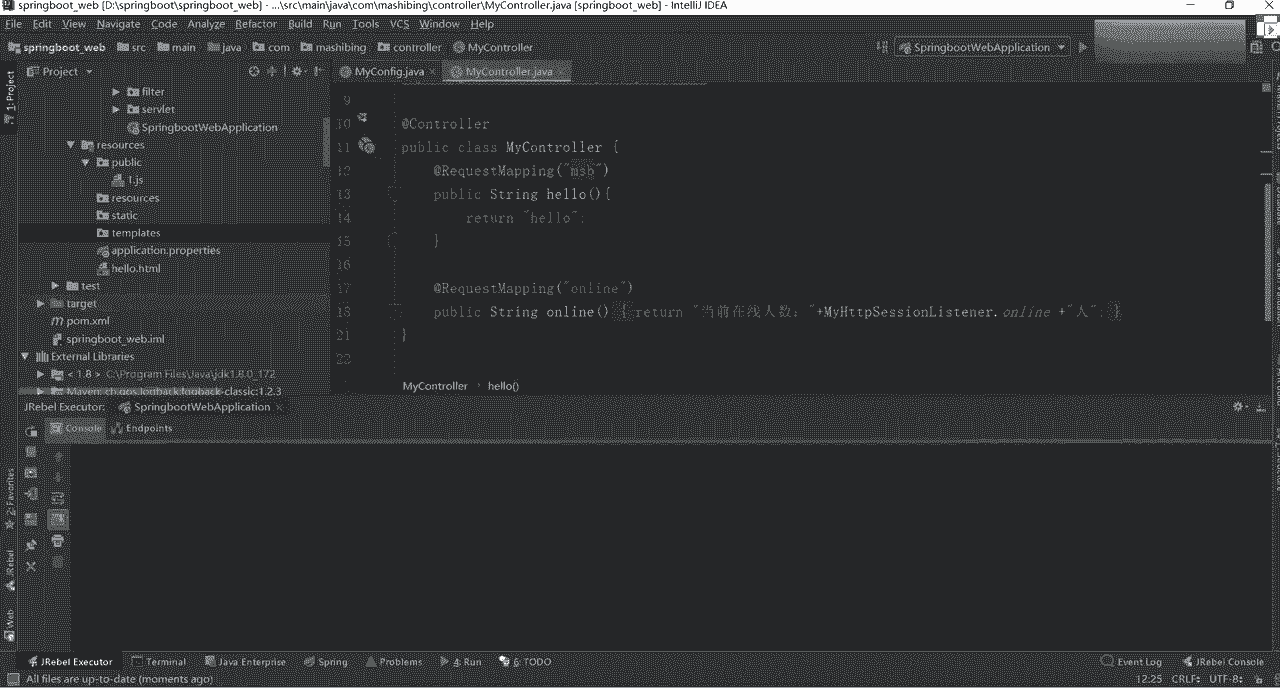 springboot_web [D:\springboot\springboot_web] - ...\src\main\java\com\mashibing\controller\MyController.java [springboot_web] - IntelliJ IDEA
File Edit View Navigate Code Analyze Refactor Build Run Tools VCS Window Help
springboot_web src main java com mashibing controller MyController SpringbootWebApplication
Project MyConfig.java MyController.java
1: Project
filter
servlet
SpringbootWebApplication
resources
public
1.js
resources
static
templates
application.properties
hello.html
test
target
pom.xml
springboot_web.iml
External Libraries
< 1.8 > C:\Program Files\Java\jdk1.8.0_172
Maven: ch.qos.logback:logback-classic:1.2.3
9
10 @Controller
11 public class MyController {
12 @RequestMapping("msb")
13 public String hello(){
14 return "hello";
15 }
16
17 @RequestMapping("online")
18 public String online() { return "当前在线人数："+MyHttpSessionListener.online +"人"; }
21 }
22
MyController hello()
JRebel Executor: SpringbootWebApplication
Console Endpoints
2: Favorites
JRebel
Web
JRebel Executor Terminal Java Enterprise Spring Problems 4: Run 6: TODO Event Log JRebel Console
All files are up-to-date (moments ago) 12:25 CRLF UTF-8